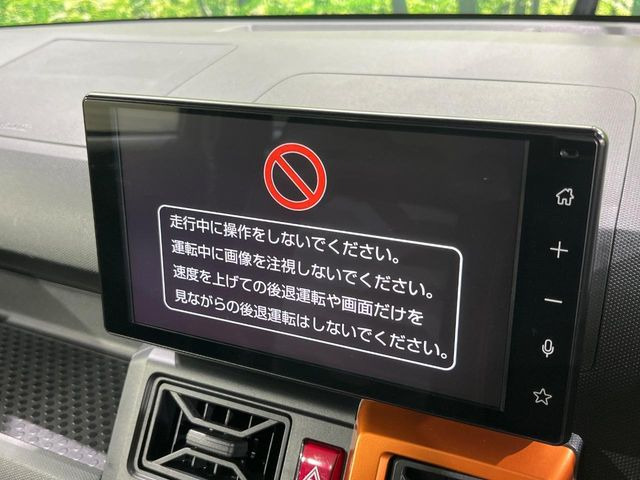 走行中に操作をしないでください。
運転中に画像を注視しないでください。
速度を上げての後退運転や画面だけを
見ながらの後退運転はしないでください。